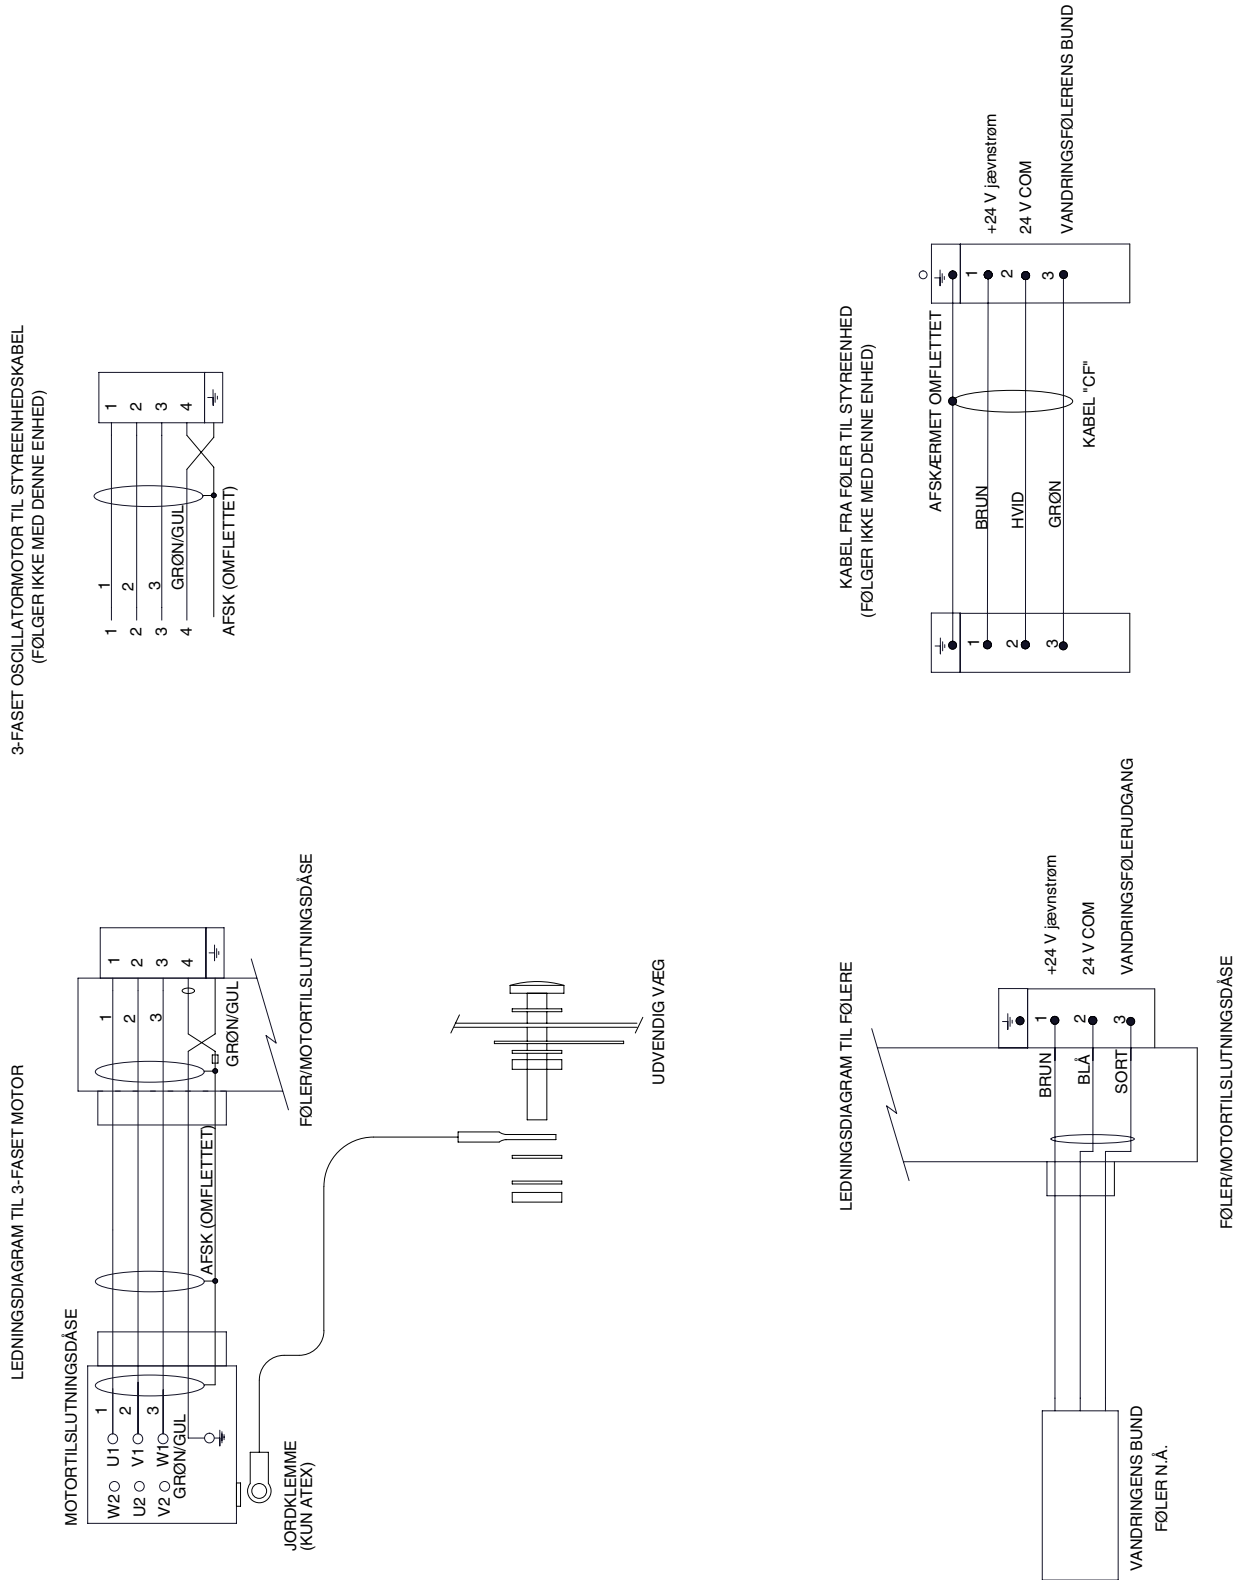 LEDNINGSDIAGRAM TIL 3-FASET MOTOR
MOTORTILSLUTNINGSDÅSE
W2 U1 1
U2 V1 2
V2 W1 3
GRØN/GUL
AFSK (OMFLETTET)
1 1
2 2
3 3
4
GRØN/GUL
FØLER/MOTORTILSLUTNINGSDÅSE
JORDKLEMME
(KUN ATEX)
UDVENDIG VÆG
3-FASET OSCILLATORMOTOR TIL STYREENHEDSKABEL
(FØLGER IKKE MED DENNE ENHED)
1 1 1
2 2 2
3 3 3
4 GRØN/GUL 4
AFSK (OMFLETTET)
LEDNINGSDIAGRAM TIL FØLERE
BRUN 1 +24 V jævnstrøm
BLÅ 2 24 V COM
SORT 3 VANDRINGSFØLERUDGANG
VANDRINGENS BUND
FØLER N.Å.
FØLER/MOTORTILSLUTNINGSDÅSE
KABEL FRA FØLER TIL STYREENHED
(FØLGER IKKE MED DENNE ENHED)
AFSKÆRMET OMFLETTET
1 BRUN 1 +24 V jævnstrøm
2 HVID 2 24 V COM
3 GRØN 3 VANDRINGSFØLERENS BUND
KABEL "CF"